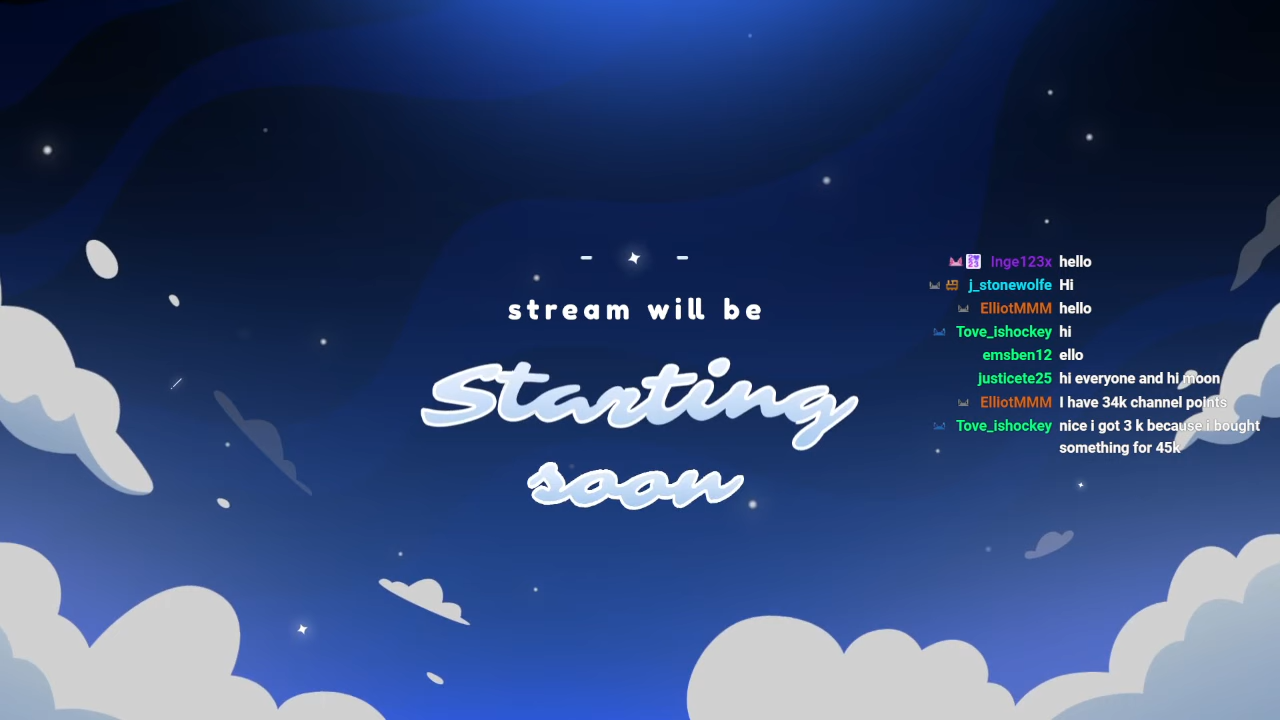 stream will be
Starting
soon
Inge123x hello
j_stonewolfe Hi
ElliotMMM hello
Tove_ishockey hi
emsben12 ello
justicete25 hi everyone and hi moon
ElliotMMM I have 34k channel points
Tove_ishockey nice i got 3 k because i bought
something for 45k